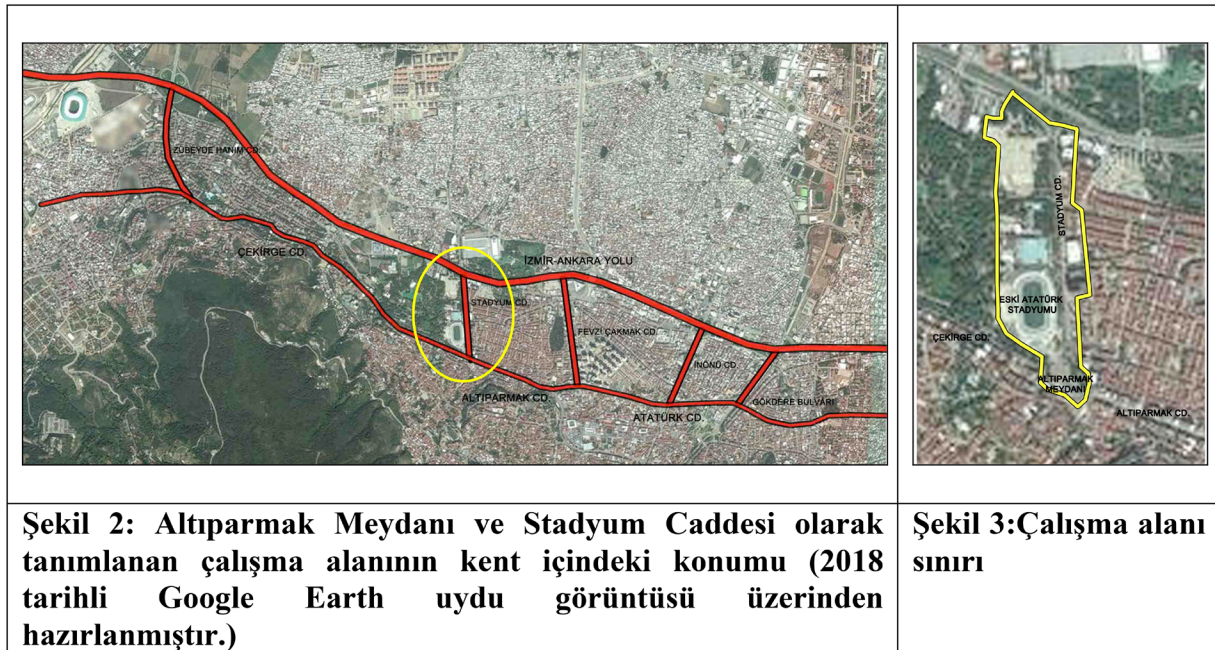 ZÜBEYDE HANIM CD.
ÇEKİRGE CD.
İZMİR-ANKARA YOLU
STADYUM CD.
FEVZİ ÇAKMAK CD.
İNÖNÜ CD.
ALTIPARMAK CD.
ATATÜRK CD.
GÖKDERE BULVARI
STADYUM CD.
ESKİ ATATÜRK
STADYUMU
ÇEKİRGE CD.
ALTIPARMAK
MEYDANI
ALTIPARMAK CD.
Şekil 2: Altıparmak Meydanı ve Stadyum Caddesi olarak
tanımlanan çalışma alanının kent içindeki konumu (2018
tarihli Google Earth uydu görüntüsü üzerinden
hazırlanmıştır.)
Şekil 3:Çalışma alanı
sınırı